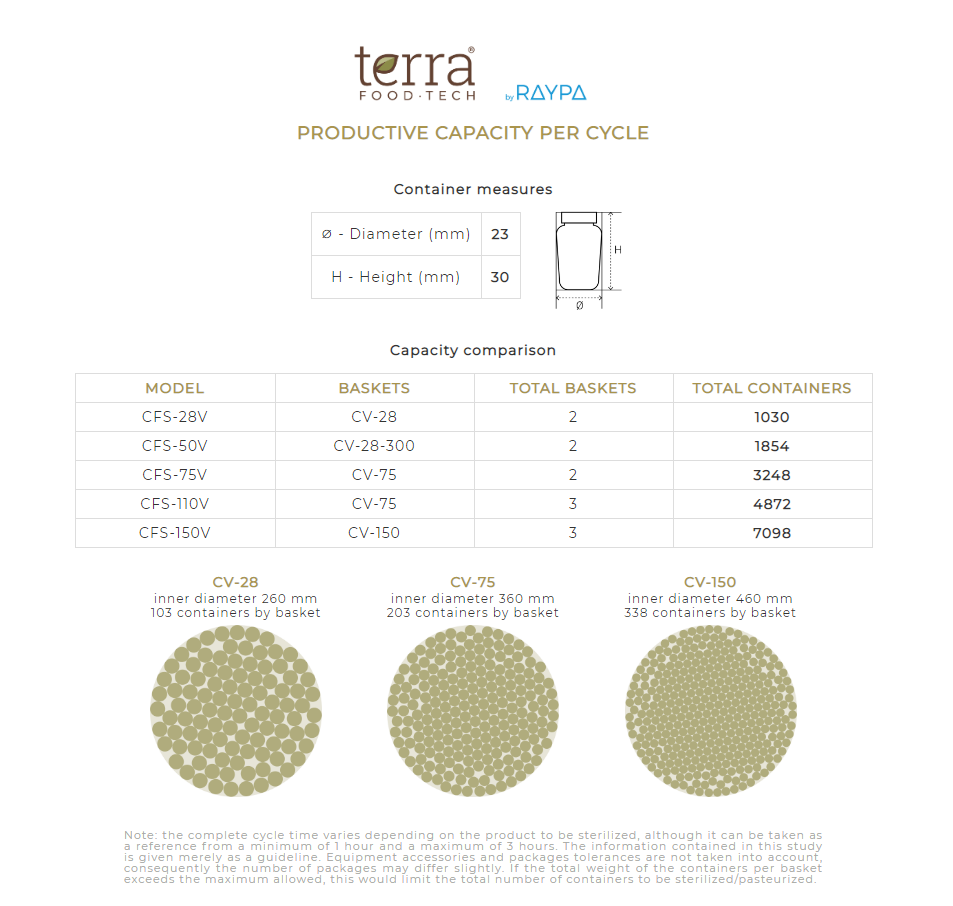 terra®
FOOD·TECH
by RAYPA
PRODUCTIVE CAPACITY PER CYCLE
Container measures
Ø - Diameter (mm) 23
H - Height (mm) 30
H
Ø
Capacity comparison
MODEL BASKETS TOTAL BASKETS TOTAL CONTAINERS
CFS-28V CV-28 2 1030
CFS-50V CV-28-300 2 1854
CFS-75V CV-75 2 3248
CFS-110V CV-75 3 4872
CFS-150V CV-150 3 7098
CV-28 CV-75 CV-150
inner diameter 260 mm inner diameter 360 mm inner diameter 460 mm
103 containers by basket 203 containers by basket 338 containers by basket
Note: the complete cycle time varies depending on the product to be sterilized, although it can be taken as
a reference from a minimum of 1 hour and a maximum of 3 hours. The information contained in this study
is given merely as a guideline. Equipment accessories and packages tolerances are not taken into account,
consequently the number of packages may differ slightly. If the total weight of the containers per basket
exceeds the maximum allowed, this would limit the total number of containers to be sterilized/pasteurized.